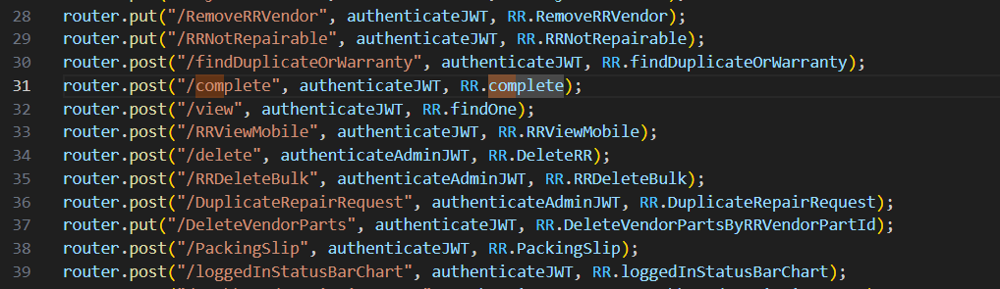 28 router.put("/RemoveRRVendor", authenticateJWT, RR.RemoveRRVendor);
29 router.put("/RRNotRepairable", authenticateJWT, RR.RRNotRepairable);
30 router.post("/findDuplicateOrWarranty", authenticateJWT, RR.findDuplicateOrWarranty);
31 router.post("/complete", authenticateJWT, RR.complete);
32 router.post("/view", authenticateJWT, RR.findOne);
33 router.post("/RRViewMobile", authenticateJWT, RR.RRViewMobile);
34 router.post("/delete", authenticateAdminJWT, RR.DeleteRR);
35 router.post("/RRDeleteBulk", authenticateAdminJWT, RR.RRDeleteBulk);
36 router.post("/DuplicateRepairRequest", authenticateAdminJWT, RR.DuplicateRepairRequest);
37 router.put("/DeleteVendorParts", authenticateJWT, RR.DeleteVendorPartsByRRVendorPartId);
38 router.post("/PackingSlip", authenticateJWT, RR.PackingSlip);
39 router.post("/loggedInStatusBarChart", authenticateJWT, RR.loggedInStatusBarChart);